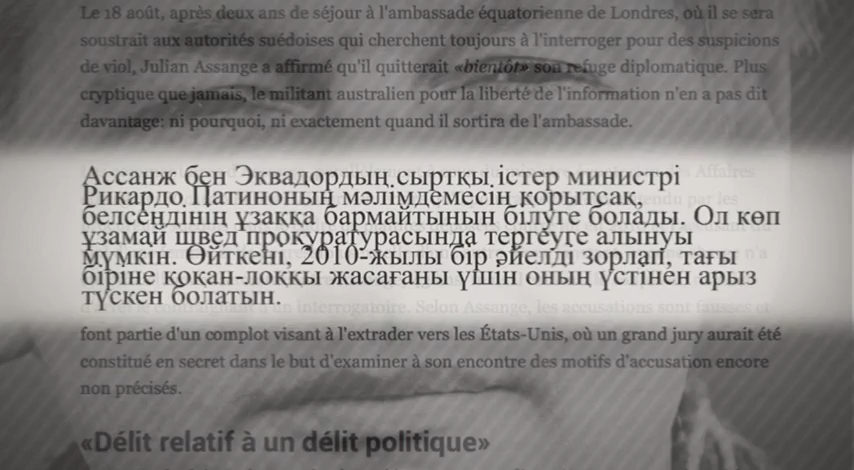 Le 18 août, après deux ans de séjour à l'ambassade équatorienne de Londres, où il se sera
soustrait aux autorités suédoises qui cherchent toujours à l'interroger pour des suspicions
de viol, Julian Assange a affirmé qu'il quitterait «bientôt» son refuge diplomatique. Plus
cryptique que jamais, le militant australien pour la liberté de l'information n'en a pas dit
davantage: ni pourquoi, ni exactement quand il sortira de l'ambassade.
Ассанж бен Эквадордың сыртқы істер министрі
Рикардо Патиноның мәлімдемесін қорытсақ,
белсендінің ұзаққа бармайтынын білуге болады. Ол көп
ұзамай швед прокуратурасында тергеуге алынуы
мүмкін. Өйткені, 2010-жылы бір әйелді зорлап, тағы
біріне қоқан-лоққы жасағаны үшін оның үстінен арыз
түскен болатын.
interrogatoire. Selon Assange, les accusations sont fausses et
font partie d'un complot visant à l'extrader vers les États-Unis, où un grand jury aurait été
constitué en secret dans le but d'examiner à son encontre des motifs d'accusation encore
non précisés.
«Délit relatif à un délit politique»